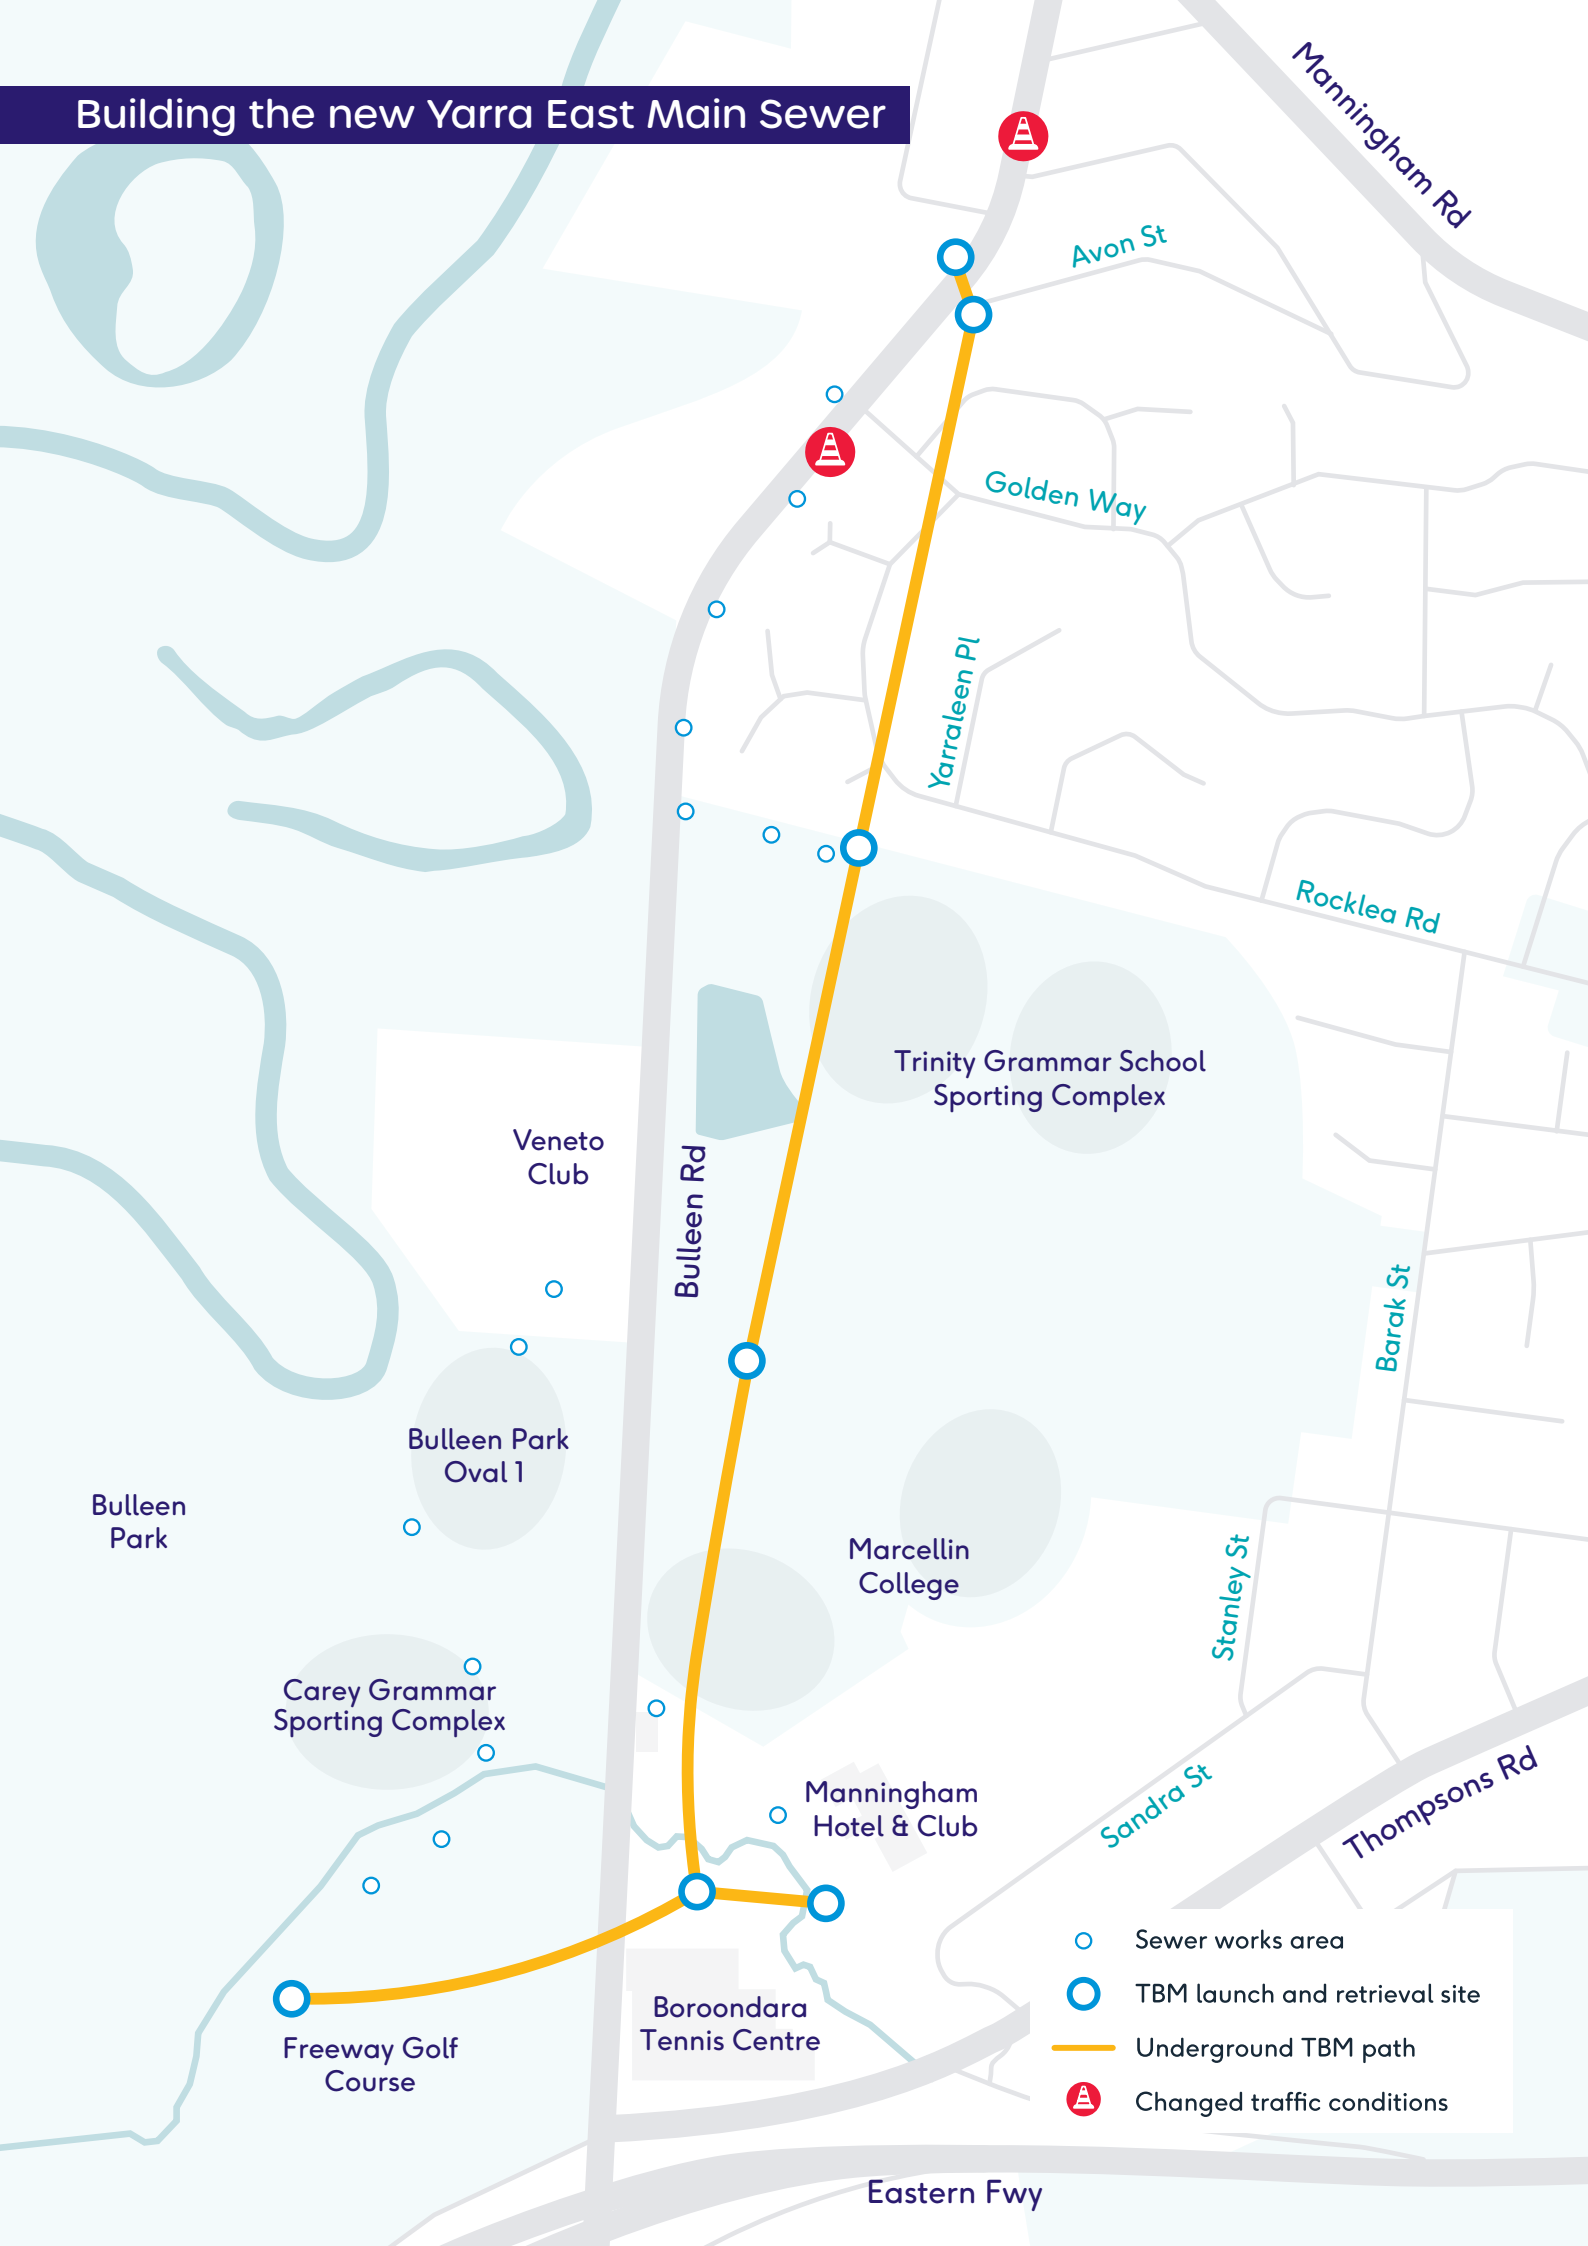 Building the new Yarra East Main Sewer
Manningham Rd
Avon St
Golden Way
Yarraleen Pl
Rocklea Rd
Trinity Grammar School
Sporting Complex
Veneto
Club
Bulleen Rd
Barak St
Bulleen Park
Oval 1
Bulleen
Park
Marcellin
College
Stanley St
Carey Grammar
Sporting Complex
Manningham
Hotel & Club
Sandra St
Thompsons Rd
Boroondara
Tennis Centre
Freeway Golf
Course
Sewer works area
TBM launch and retrieval site
Underground TBM path
Changed traffic conditions
Eastern Fwy